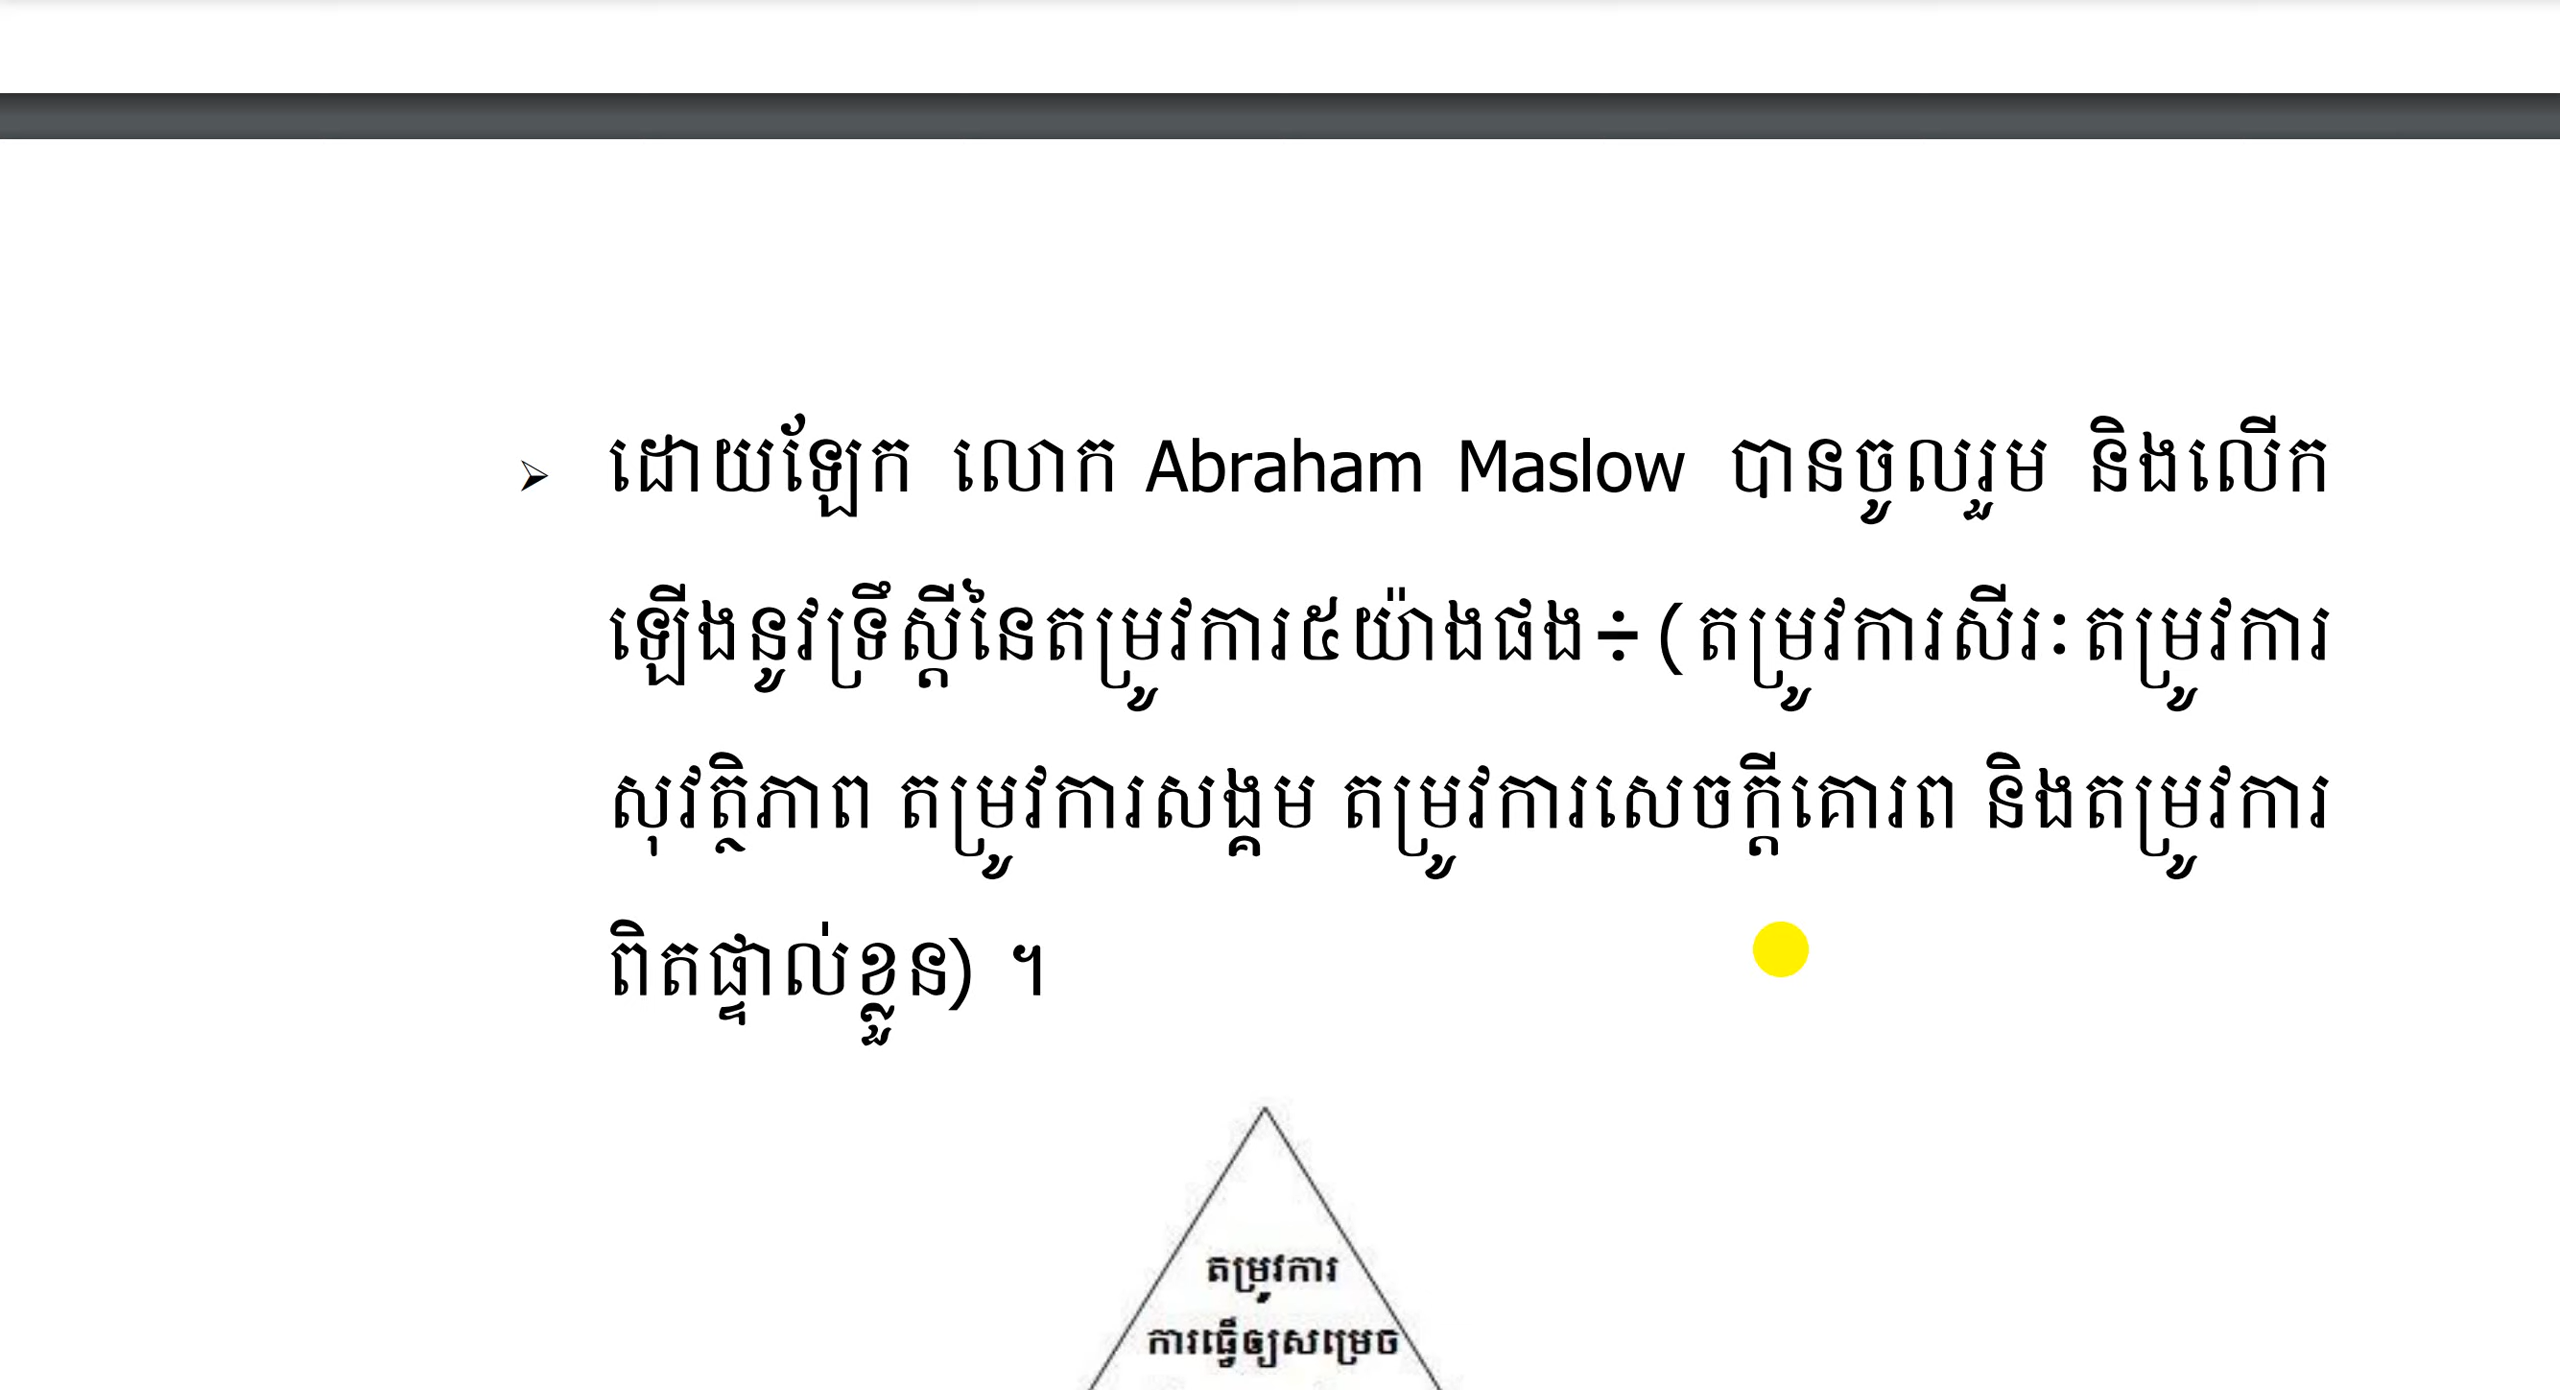 ➢ ដោយឡែក លោក Abraham Maslow បានចូលរួម និងលើក
ឡើងនូវទ្រឹស្តីនៃតម្រូវការ៥យ៉ាងផង÷(តម្រូវការសីរៈតម្រូវការ
សុវត្ថិភាព តម្រូវការសង្គម តម្រូវការសេចក្តីគោរព និងតម្រូវការ
ពិតផ្ទាល់ខ្លួន) ។
តម្រូវការ
ការធ្វើឲ្យសម្រេច